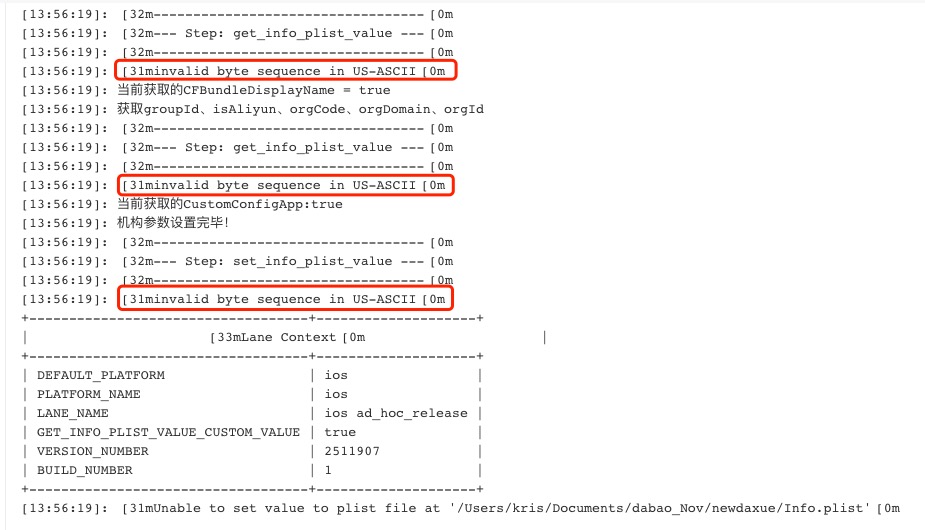 [13:56:19]: [32m---------------------------------- [0m
[13:56:19]: [32m--- Step: get_info_plist_value --- [0m
[13:56:19]: [32m---------------------------------- [0m
[13:56:19]: [31minvalid byte sequence in US-ASCII [0m
[13:56:19]: 当前获取的CFBundleDisplayName = true
[13:56:19]: 获取groupId、isAliyun、orgCode、orgDomain、orgId
[13:56:19]: [32m---------------------------------- [0m
[13:56:19]: [32m--- Step: get_info_plist_value --- [0m
[13:56:19]: [32m---------------------------------- [0m
[13:56:19]: [31minvalid byte sequence in US-ASCII [0m
[13:56:19]: 当前获取的CustomConfigApp:true
[13:56:19]: 机构参数设置完毕!
[13:56:19]: [32m---------------------------------- [0m
[13:56:19]: [32m--- Step: set_info_plist_value --- [0m
[13:56:19]: [32m---------------------------------- [0m
[13:56:19]: [31minvalid byte sequence in US-ASCII [0m
+-----------------------------------+--------------------+
| [33mLane Context [0m |
+-----------------------------------+--------------------+
| DEFAULT_PLATFORM | ios |
| PLATFORM_NAME | ios |
| LANE_NAME | ios ad_hoc_release |
| GET_INFO_PLIST_VALUE_CUSTOM_VALUE | true |
| VERSION_NUMBER | 2511907 |
| BUILD_NUMBER | 1 |
+-----------------------------------+--------------------+
[13:56:19]: [31mUnable to set value to plist file at '/Users/kris/Documents/dabao_Nov/newdaxue/Info.plist' [0m